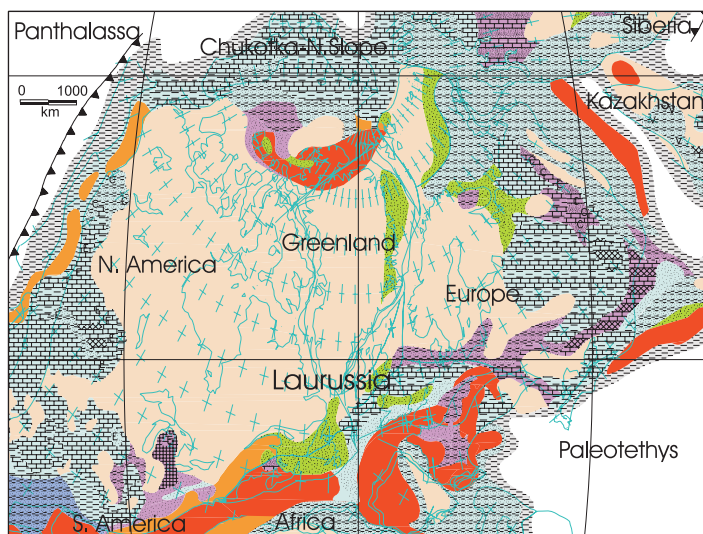 Panthalassa
Chukotka-N.Slope
Siberia
0 1000
km
Kazakhstan
Greenland
N. America
Europe
Laurussia
Paleotethys
S. America
Africa